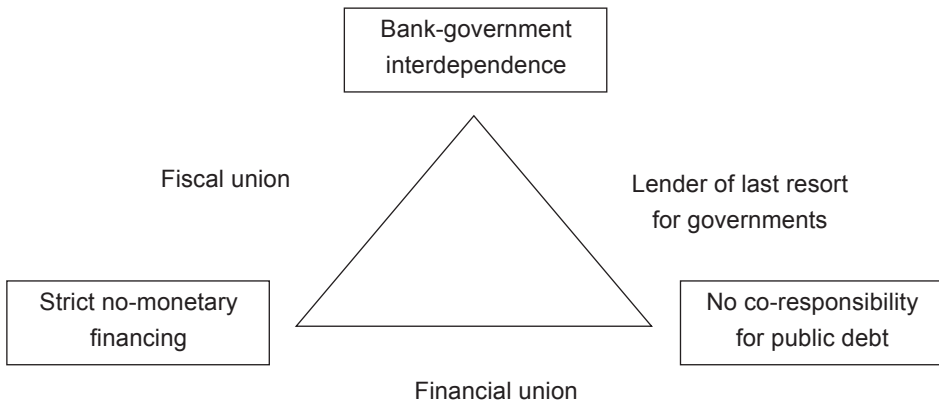 Bank-government
interdependence
Fiscal union
Lender of last resort
for governments
Strict no-monetary
financing
No co-responsibility
for public debt
Financial union